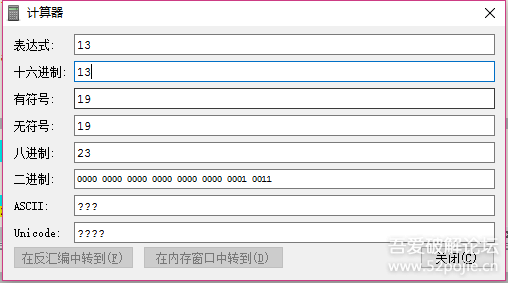 计算器
表达式: 13
十六进制: 13
有符号: 19
无符号: 19
八进制: 23
二进制: 0000 0000 0000 0000 0000 0000 0001 0011
ASCII: ???
Unicode: ????
在反汇编中转到(F) 在内存窗口中转到(D) 关闭(C)
吾爱破解论坛
www.52pojie.cn